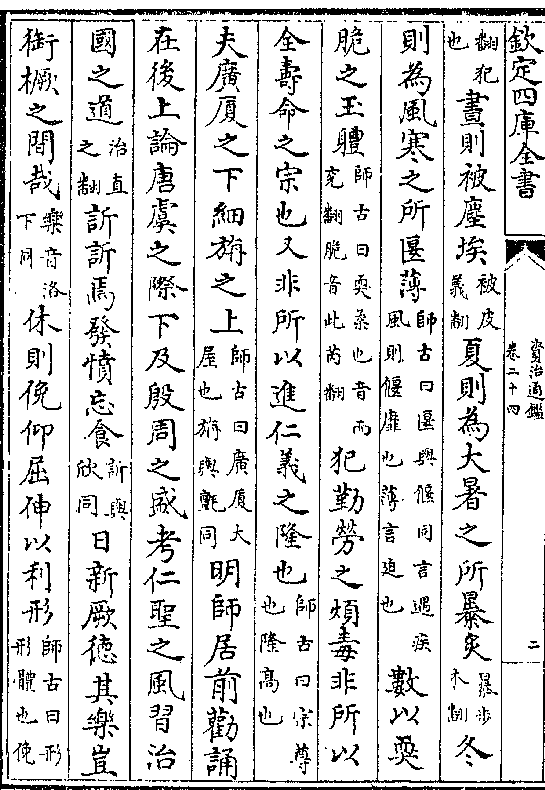 欽定四庫全書
資治通鑑
卷二十四
二
翻犯也晝則被塵埃被皮義翻夏則為大暑之所暴炙暴步木翻冬
則為風寒之所匽薄師古曰匽與偃同言遇疾風則偃靡也薄言迫也數以耎
脆之玉體師古曰耎柔也音而兖翻脆音此芮翻犯勤勞之煩毒非所以
全壽命之宗也又非所以進仁義之隆也師古曰宗尊也隆高也
夫廣厦之下細旃之上師古曰廣厦大屋也旃與氊同明師居前勸誦
在後上論唐虞之際下及殷周之盛考仁聖之風習治
國之道治直之翻訢訢焉發憤忘食訢與欣同日新厥德其樂豈
銜橛之間哉樂音洛下同休則俛仰屈伸以利形師古曰形形體也俛